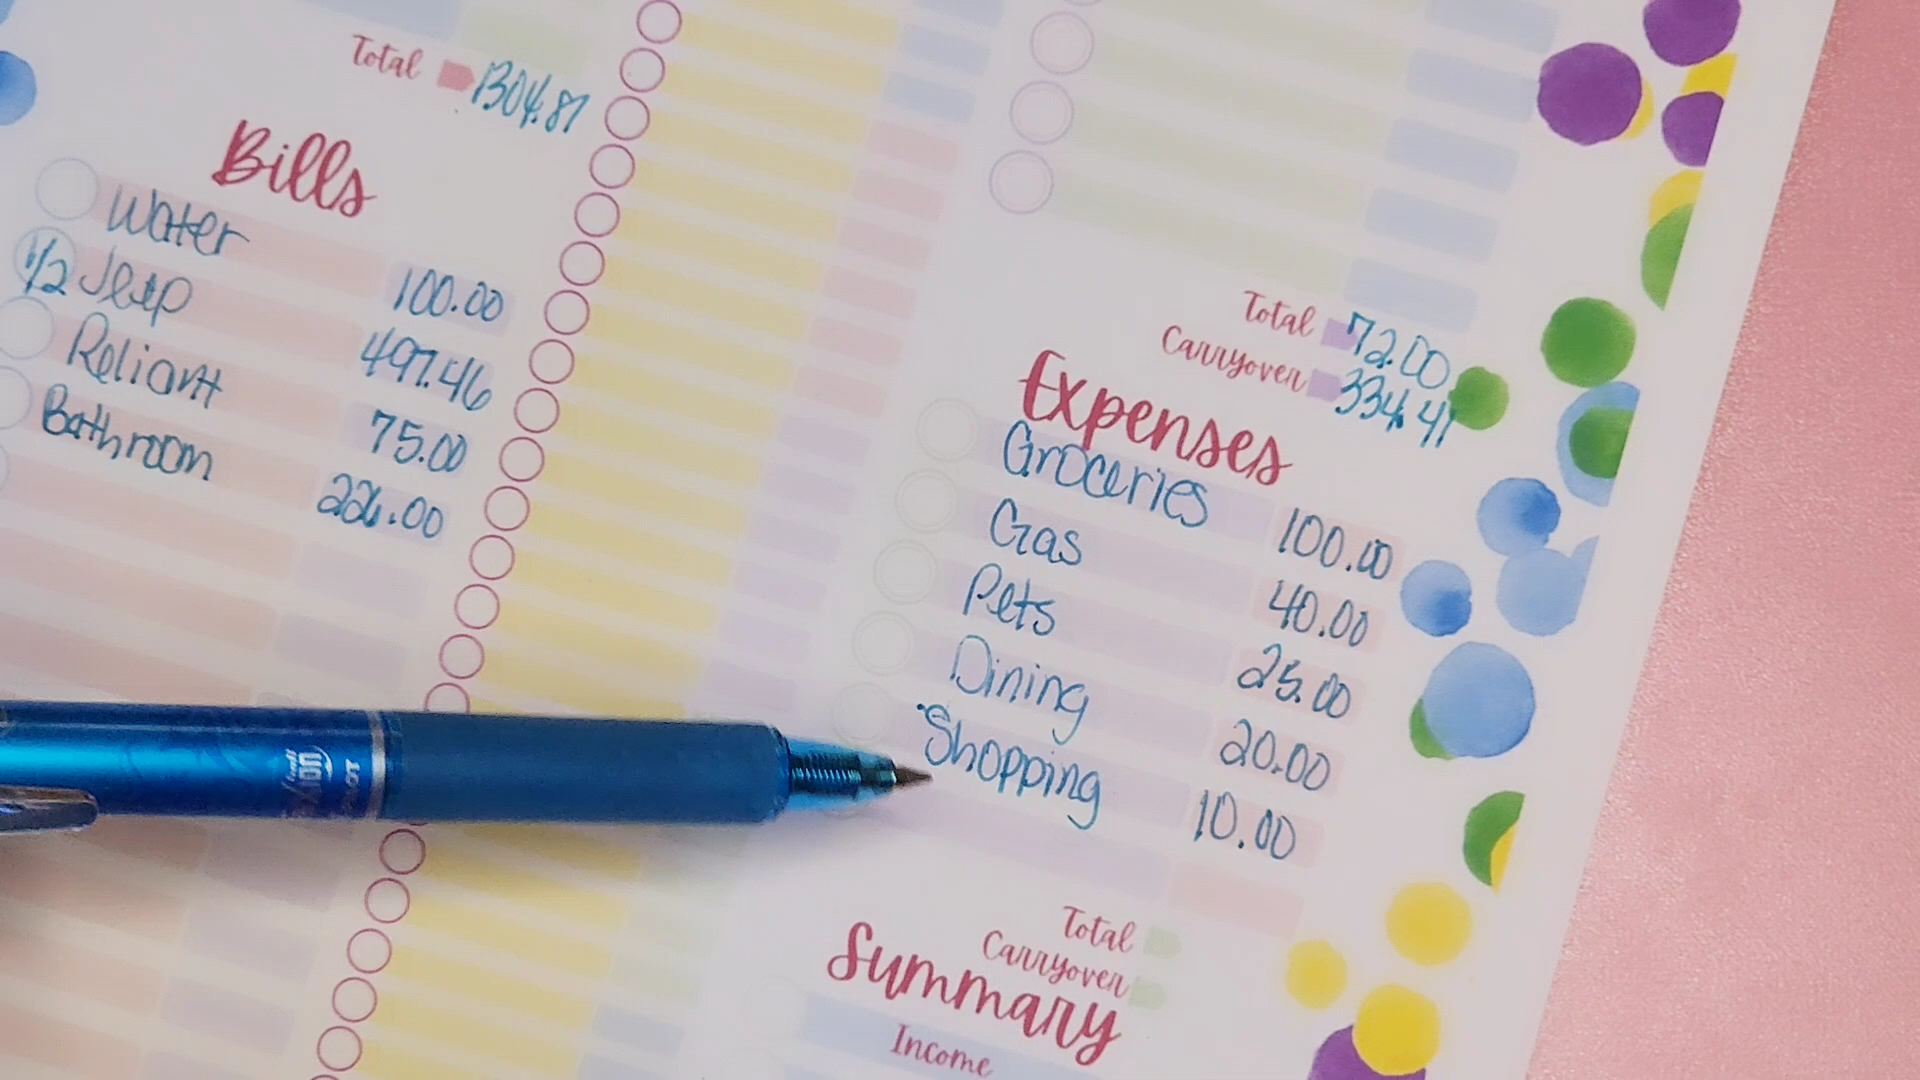 Total 1304.87
Bills
Water 100.00
1/2 Jeep 497.46
Reliant 75.00
Bathroom 226.00
Total 72.00
Carryover 334.41
Expenses
Groceries 100.00
Gas 40.00
Pets 25.00
Dining 20.00
Shopping 10.00
Total
Carryover
Summary
Income